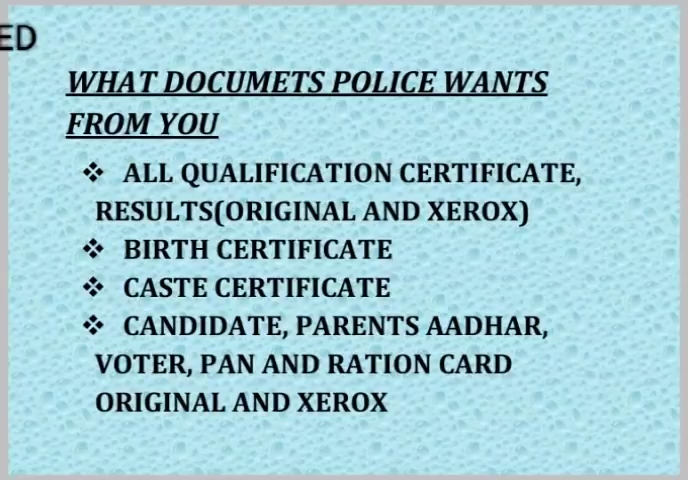 ED
WHAT DOCUMETS POLICE WANTS
FROM YOU
❖ ALL QUALIFICATION CERTIFICATE,
RESULTS(ORIGINAL AND XEROX)
❖ BIRTH CERTIFICATE
❖ CASTE CERTIFICATE
❖ CANDIDATE, PARENTS AADHAR,
VOTER, PAN AND RATION CARD
ORIGINAL AND XEROX